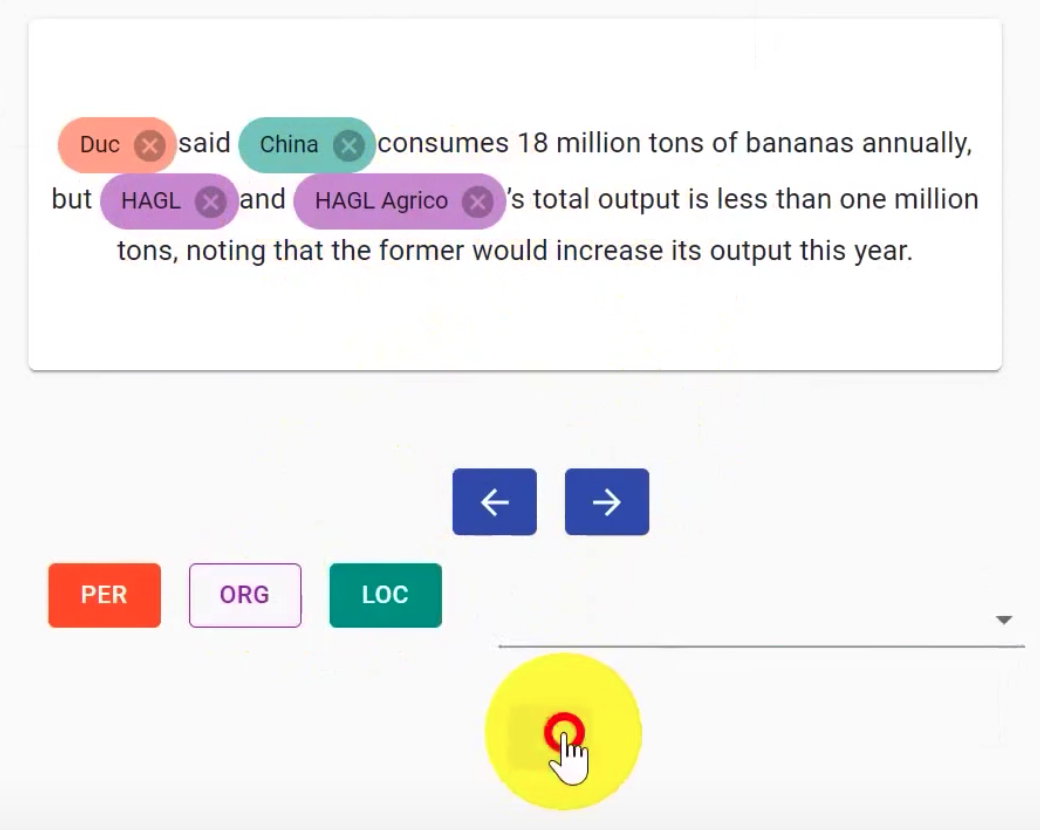 Duc said China consumes 18 million tons of bananas annually,
but HAGL and HAGL Agrico 's total output is less than one million
tons, noting that the former would increase its output this year.
PER ORG LOC